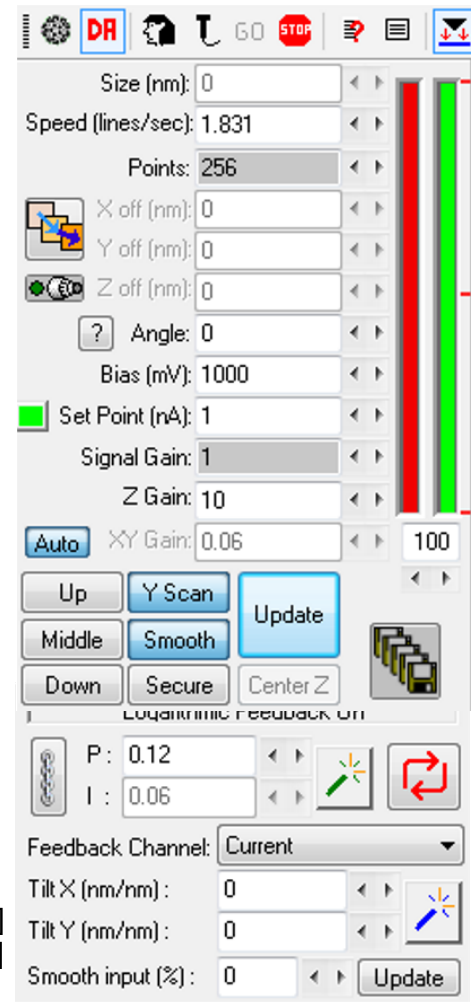 DA GO STOP ?
Size (nm): 0
Speed (lines/sec): 1.831
Points: 256
X off (nm): 0
Y off (nm): 0
Z off (nm): 0
? Angle: 0
Bias (mV): 1000
Set Point (nA): 1
Signal Gain: 1
Z Gain: 10
Auto XY Gain: 0.06 100
Up Y Scan Update
Middle Smooth
Down Secure Center Z
Logarithmic Feedback On
P: 0.12
I : 0.06
Feedback Channel: Current
Tilt X (nm/nm) : 0
Tilt Y (nm/nm) : 0
Smooth input (%) : 0 Update